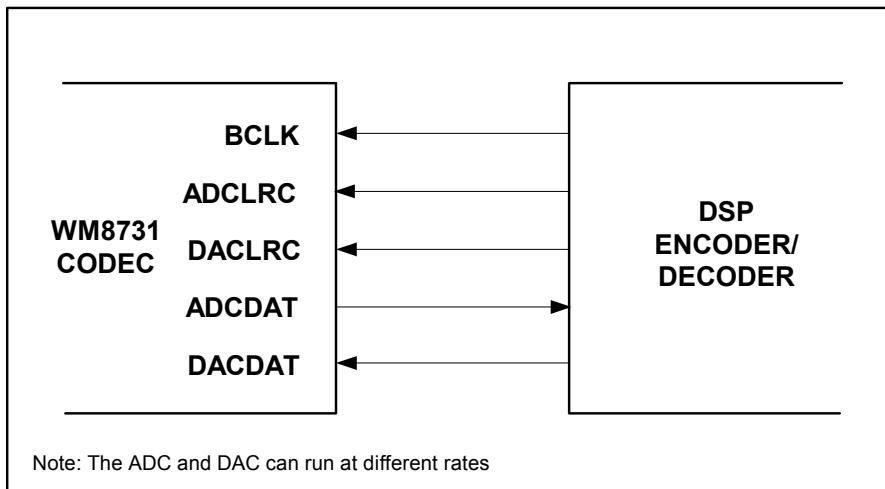 BCLK
ADCLRC
WM8731
CODEC
DACLRC
ADCDAT
DACDAT
DSP
ENCODER/
DECODER
Note: The ADC and DAC can run at different rates